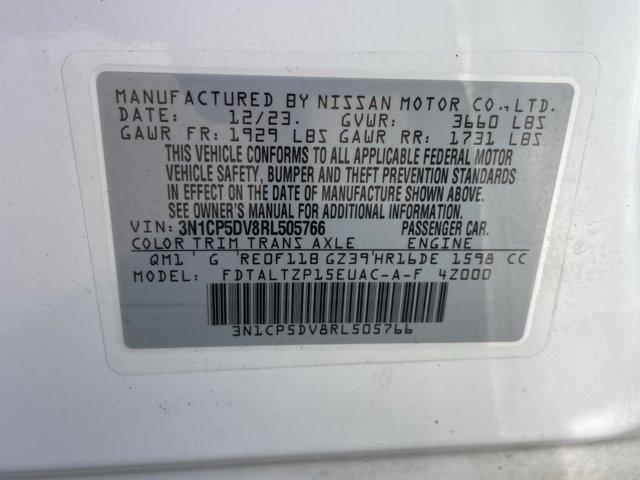 MANUFACTURED BY NISSAN MOTOR CO.,LTD.
DATE: 12/23. GVWR: 3660 LBS
GAWR FR: 1929 LBS GAWR RR: 1731 LBS
THIS VEHICLE CONFORMS TO ALL APPLICABLE FEDERAL MOTOR
VEHICLE SAFETY, BUMPER AND THEFT PREVENTION STANDARDS
IN EFFECT ON THE DATE OF MANUFACTURE SHOWN ABOVE.
SEE OWNER'S MANUAL FOR ADDITIONAL INFORMATION.
VIN: 3N1CP5DV8RL505766 PASSENGER CAR.
COLOR TRIM TRANS AXLE ENGINE
QM1 ' G ' RE0F11B GZ39'HR16DE 1598 CC
MODEL: FDTALTZP15EUAC-A-F 4Z000
3N1CP5DV8RL505766